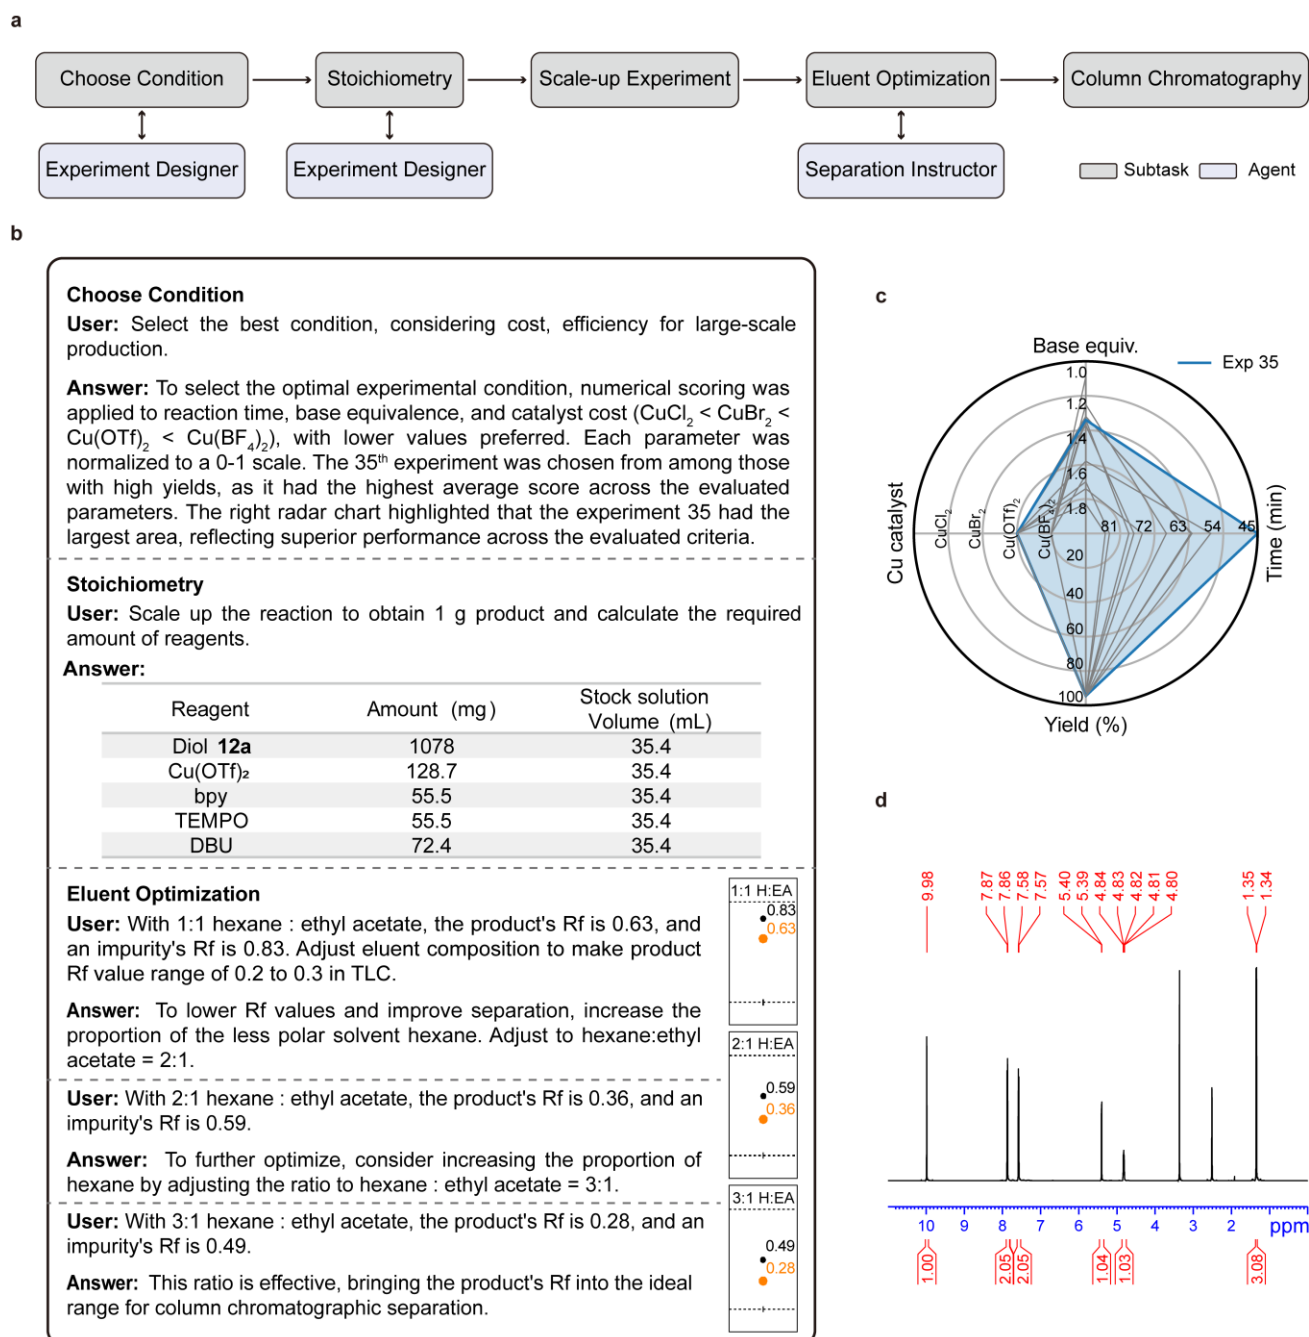 a
Choose Condition
Stoichiometry
Scale-up Experiment
Eluent Optimization
Column Chromatography
Experiment Designer
Experiment Designer
Separation Instructor
Subtask
Agent
b
Choose Condition
User: Select the best condition, considering cost, efficiency for large-scale
production.
Answer: To select the optimal experimental condition, numerical scoring was
applied to reaction time, base equivalence, and catalyst cost (CuCl₂ < CuBr₂ <
Cu(OTf)₂ < Cu(BF₄)₂), with lower values preferred. Each parameter was
normalized to a 0-1 scale. The 35ᵗʰ experiment was chosen from among those
with high yields, as it had the highest average score across the evaluated
parameters. The right radar chart highlighted that the experiment 35 had the
largest area, reflecting superior performance across the evaluated criteria.
Stoichiometry
User: Scale up the reaction to obtain 1 g product and calculate the required
amount of reagents.
Answer:
Reagent Amount (mg) Stock solution
Volume (mL)
Diol 12a 1078 35.4
Cu(OTf)₂ 128.7 35.4
bpy 55.5 35.4
TEMPO 55.5 35.4
DBU 72.4 35.4
Eluent Optimization
User: With 1:1 hexane : ethyl acetate, the product's Rf is 0.63, and
an impurity's Rf is 0.83. Adjust eluent composition to make product
Rf value range of 0.2 to 0.3 in TLC.
Answer: To lower Rf values and improve separation, increase the
proportion of the less polar solvent hexane. Adjust to hexane:ethyl
acetate = 2:1.
1:1 H:EA
0.83
0.63
User: With 2:1 hexane : ethyl acetate, the product's Rf is 0.36, and an
impurity's Rf is 0.59.
Answer: To further optimize, consider increasing the proportion of
hexane by adjusting the ratio to hexane : ethyl acetate = 3:1.
2:1 H:EA
0.59
0.36
User: With 3:1 hexane : ethyl acetate, the product's Rf is 0.28, and an
impurity's Rf is 0.49.
Answer: This ratio is effective, bringing the product's Rf into the ideal
range for column chromatographic separation.
3:1 H:EA
0.49
0.28
c
Base equiv.
Exp 35
1.0
1.2
1.4
1.6
1.8
Cu catalyst
CuCl₂
CuBr₂
Cu(OTf)₂
Cu(BF₄)₂
81 72 63 54 45
Time (min)
20
40
60
80
100
Yield (%)
d
9.98
7.87
7.86
7.58
7.57
5.40
5.39
4.84
4.83
4.82
4.81
4.80
1.35
1.34
10 9 8 7 6 5 4 3 2 ppm
1.00
2.05
2.05
1.04
1.03
3.08